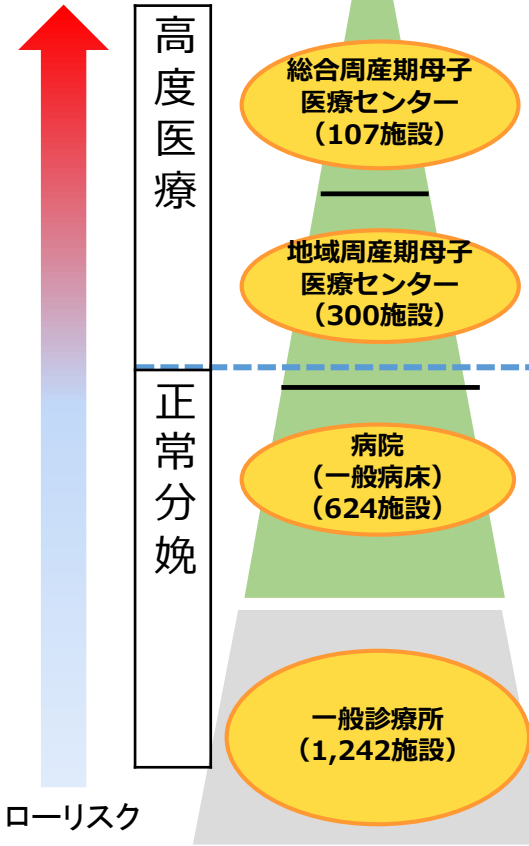 高度医療
総合周産期母子
医療センター
（107施設）
地域周産期母子
医療センター
（300施設）
正常分娩
病院
（一般病床）
（624施設）
一般診療所
（1,242施設）
ローリスク